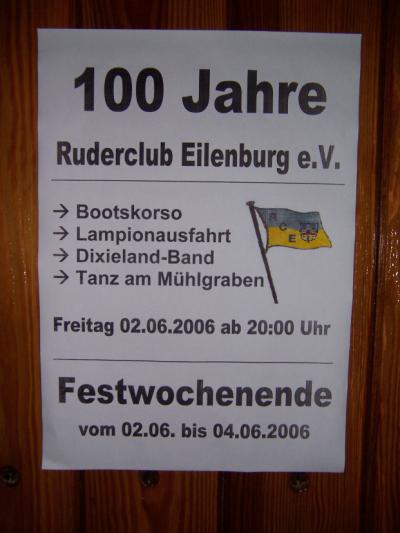 100 Jahre
Ruderclub Eilenburg e.V.
→ Bootskorso
→ Lampionausfahrt
→ Dixieland-Band
→ Tanz am Mühlgraben
R C E
Freitag 02.06.2006 ab 20:00 Uhr
Festwochenende
vom 02.06. bis 04.06.2006